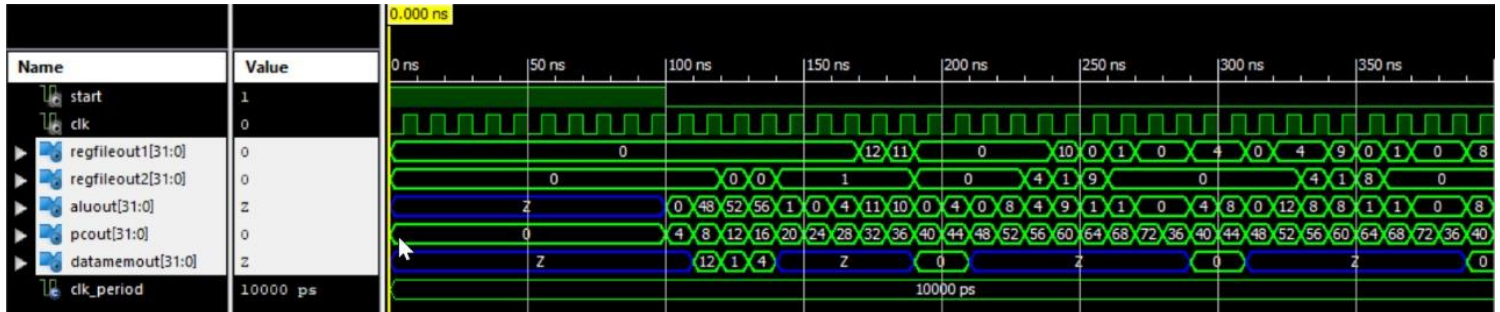 0.000 ns
Name Value 0 ns 50 ns 100 ns 150 ns 200 ns 250 ns 300 ns 350 ns
start 1
clk 0
regfileout1[31:0] 0 0 12 11 0 10 0 1 0 4 0 4 9 0 1 0 8
regfileout2[31:0] 0 0 0 0 1 0 4 1 9 0 4 1 8 0
aluout[31:0] Z Z 0 48 52 56 1 0 4 11 10 0 4 0 8 4 9 1 1 0 4 8 0 12 8 8 1 1 0 8
pcout[31:0] 0 0 4 8 12 16 20 24 28 32 36 40 44 48 52 56 60 64 68 72 36 40 44 48 52 56 60 64 68 72 36 40
datamemout[31:0] Z Z 12 1 4 Z 0 Z 0 Z 0
clk_period 10000 ps 10000 ps